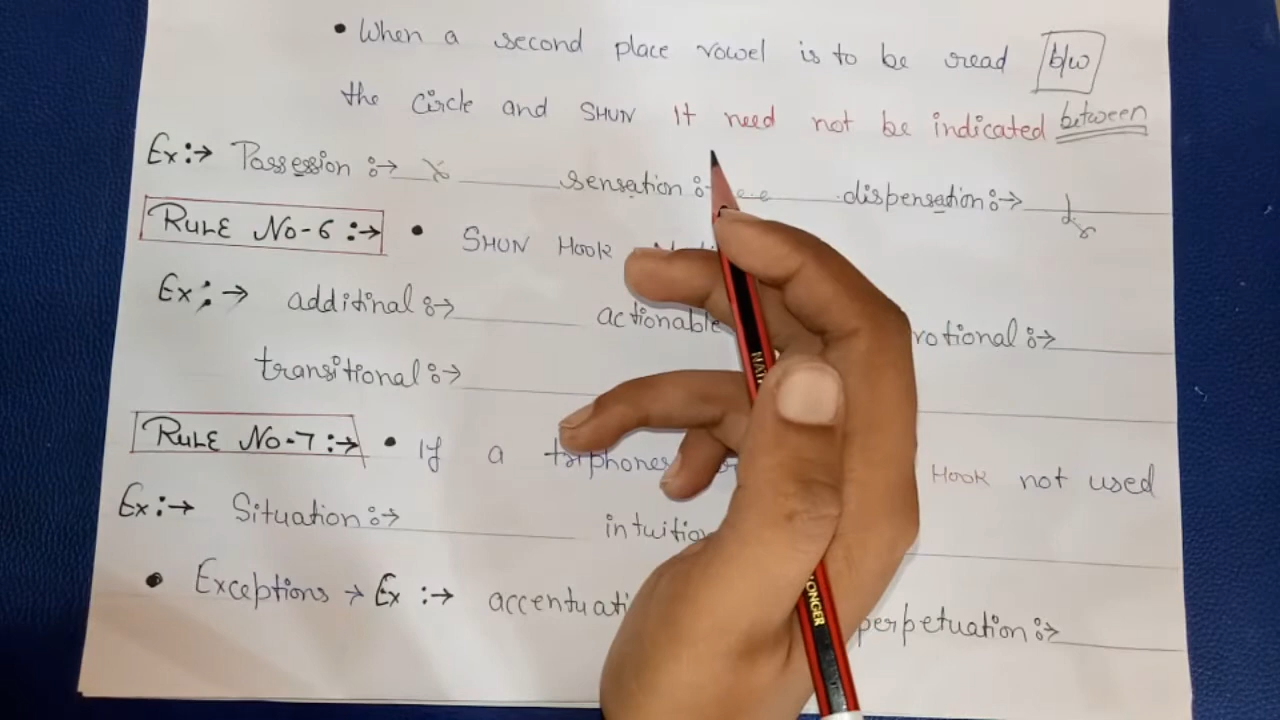 • When a second place vowel is to be read b/w
the circle and SHUN It need not be indicated between
Ex:→ Possession :→ sensation :→ dispensation :→
RULE NO-6 :→ • SHUN HOOK
Ex:→ additinal :→ actionable rotional :→
transitional :→
RULE NO-7 :→ • If a triphones HOOK not used
Ex:→ Situation :→ intuition
• Exceptions → Ex :→ accentuati perpetuation :→